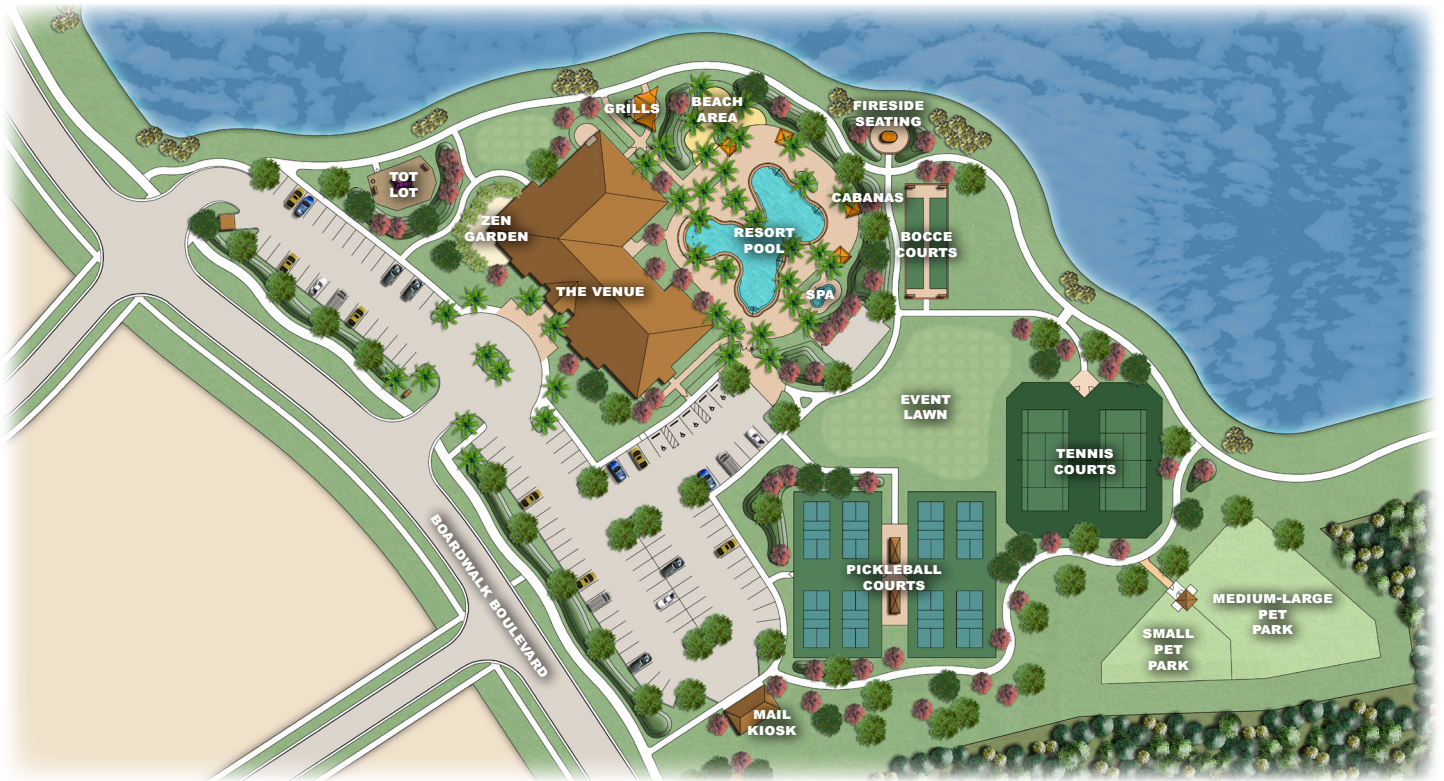 GRILLS
BEACH
AREA
FIRESIDE
SEATING
TOT
LOT
CABANAS
ZEN
GARDEN
RESORT
POOL
BOCCE
COURTS
THE VENUE
SPA
EVENT
LAWN
TENNIS
COURTS
BOARDWALK BOULEVARD
PICKLEBALL
COURTS
MEDIUM-LARGE
PET
PARK
SMALL
PET
PARK
MAIL
KIOSK